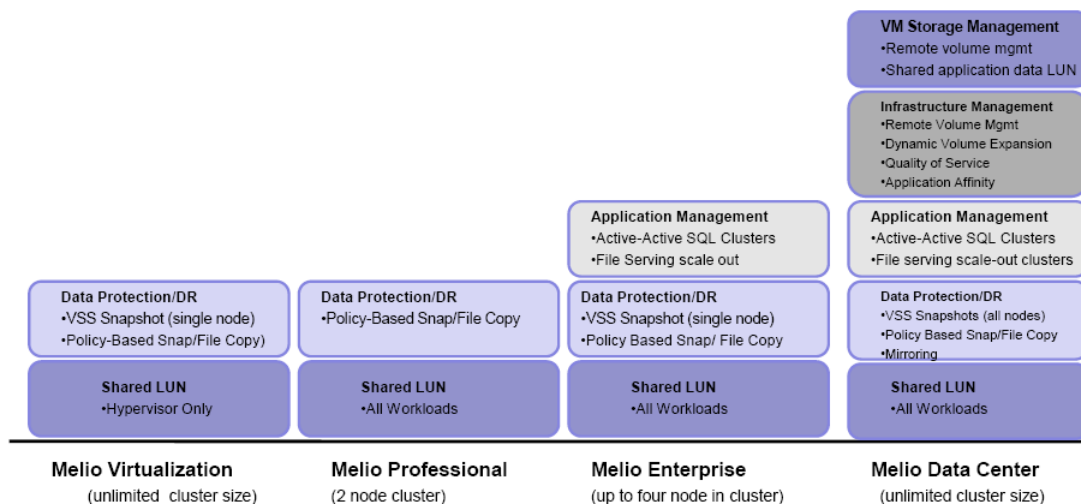 VM Storage Management
•Remote volume mgmt
•Shared application data LUN
Infrastructure Management
•Remote Volume Mgmt
•Dynamic Volume Expansion
•Quality of Service
•Application Affinity
Application Management
•Active-Active SQL Clusters
•File Serving scale out
Application Management
•Active-Active SQL Clusters
•File serving scale-out clusters
Data Protection/DR
•VSS Snapshot (single node)
•Policy-Based Snap/File Copy)
Data Protection/DR
•Policy-Based Snap/File Copy
Data Protection/DR
•VSS Snapshot (single node)
•Policy Based Snap/ File Copy
Data Protection/DR
•VSS Snapshots (all nodes)
•Policy Based Snap/File Copy
•Mirroring
Shared LUN
•Hypervisor Only
Shared LUN
•All Workloads
Shared LUN
•All Workloads
Shared LUN
•All Workloads
Melio Virtualization
(unlimited cluster size)
Melio Professional
(2 node cluster)
Melio Enterprise
(up to four node in cluster)
Melio Data Center
(unlimited cluster size)